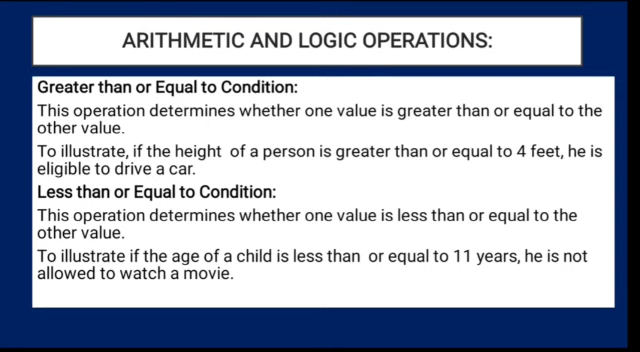 ARITHMETIC AND LOGIC OPERATIONS:
Greater than or Equal to Condition:
This operation determines whether one value is greater than or equal to the
other value.
To illustrate, if the height of a person is greater than or equal to 4 feet, he is
eligible to drive a car.
Less than or Equal to Condition:
This operation determines whether one value is less than or equal to the
other value.
To illustrate if the age of a child is less than or equal to 11 years, he is not
allowed to watch a movie.